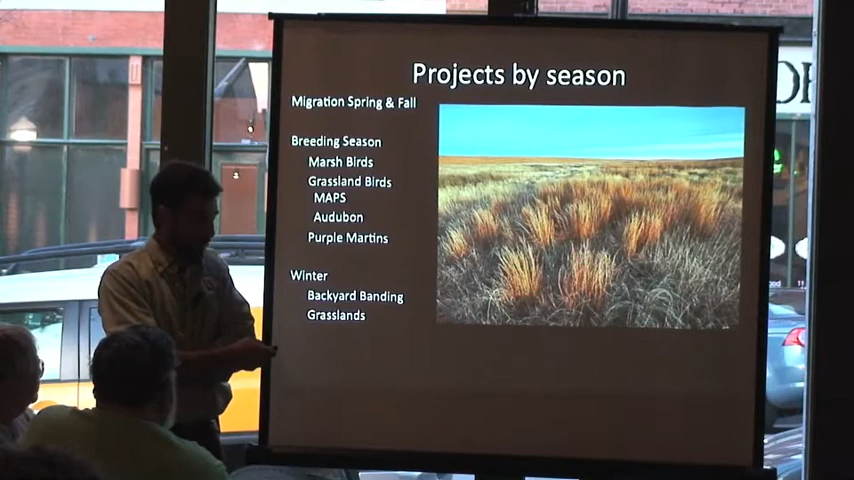 Projects by season
Migration Spring & Fall
Breeding Season
Marsh Birds
Grassland Birds
MAPS
Audubon
Purple Martins
Winter
Backyard Banding
Grasslands